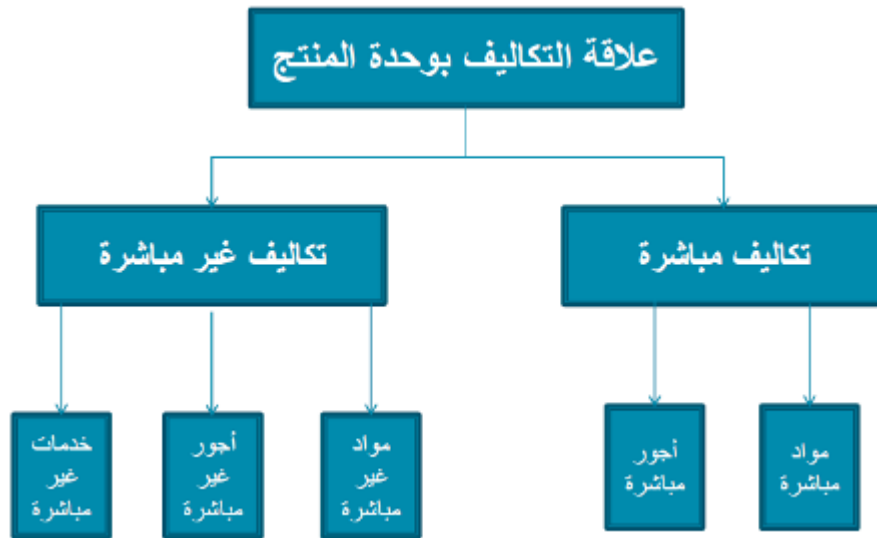 علاقة التكاليف بوحدة المنتج
تكاليف مباشرة
تكاليف غير مباشرة
مواد
مباشرة
أجور
مباشرة
مواد
غير
مباشرة
أجور
غير
مباشرة
خدمات
غير
مباشرة